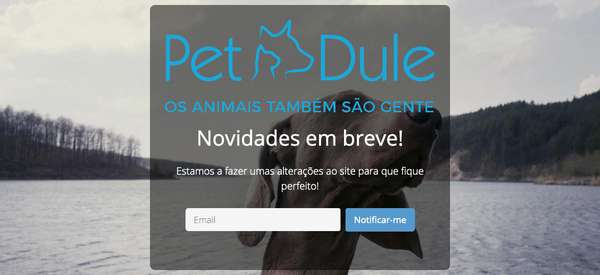 Pet Dule
OS ANIMAIS TAMBÉM SÃO GENTE
Novidades em breve!
Estamos a fazer umas alterações ao site para que fique
perfeito!
Email
Notificar-me